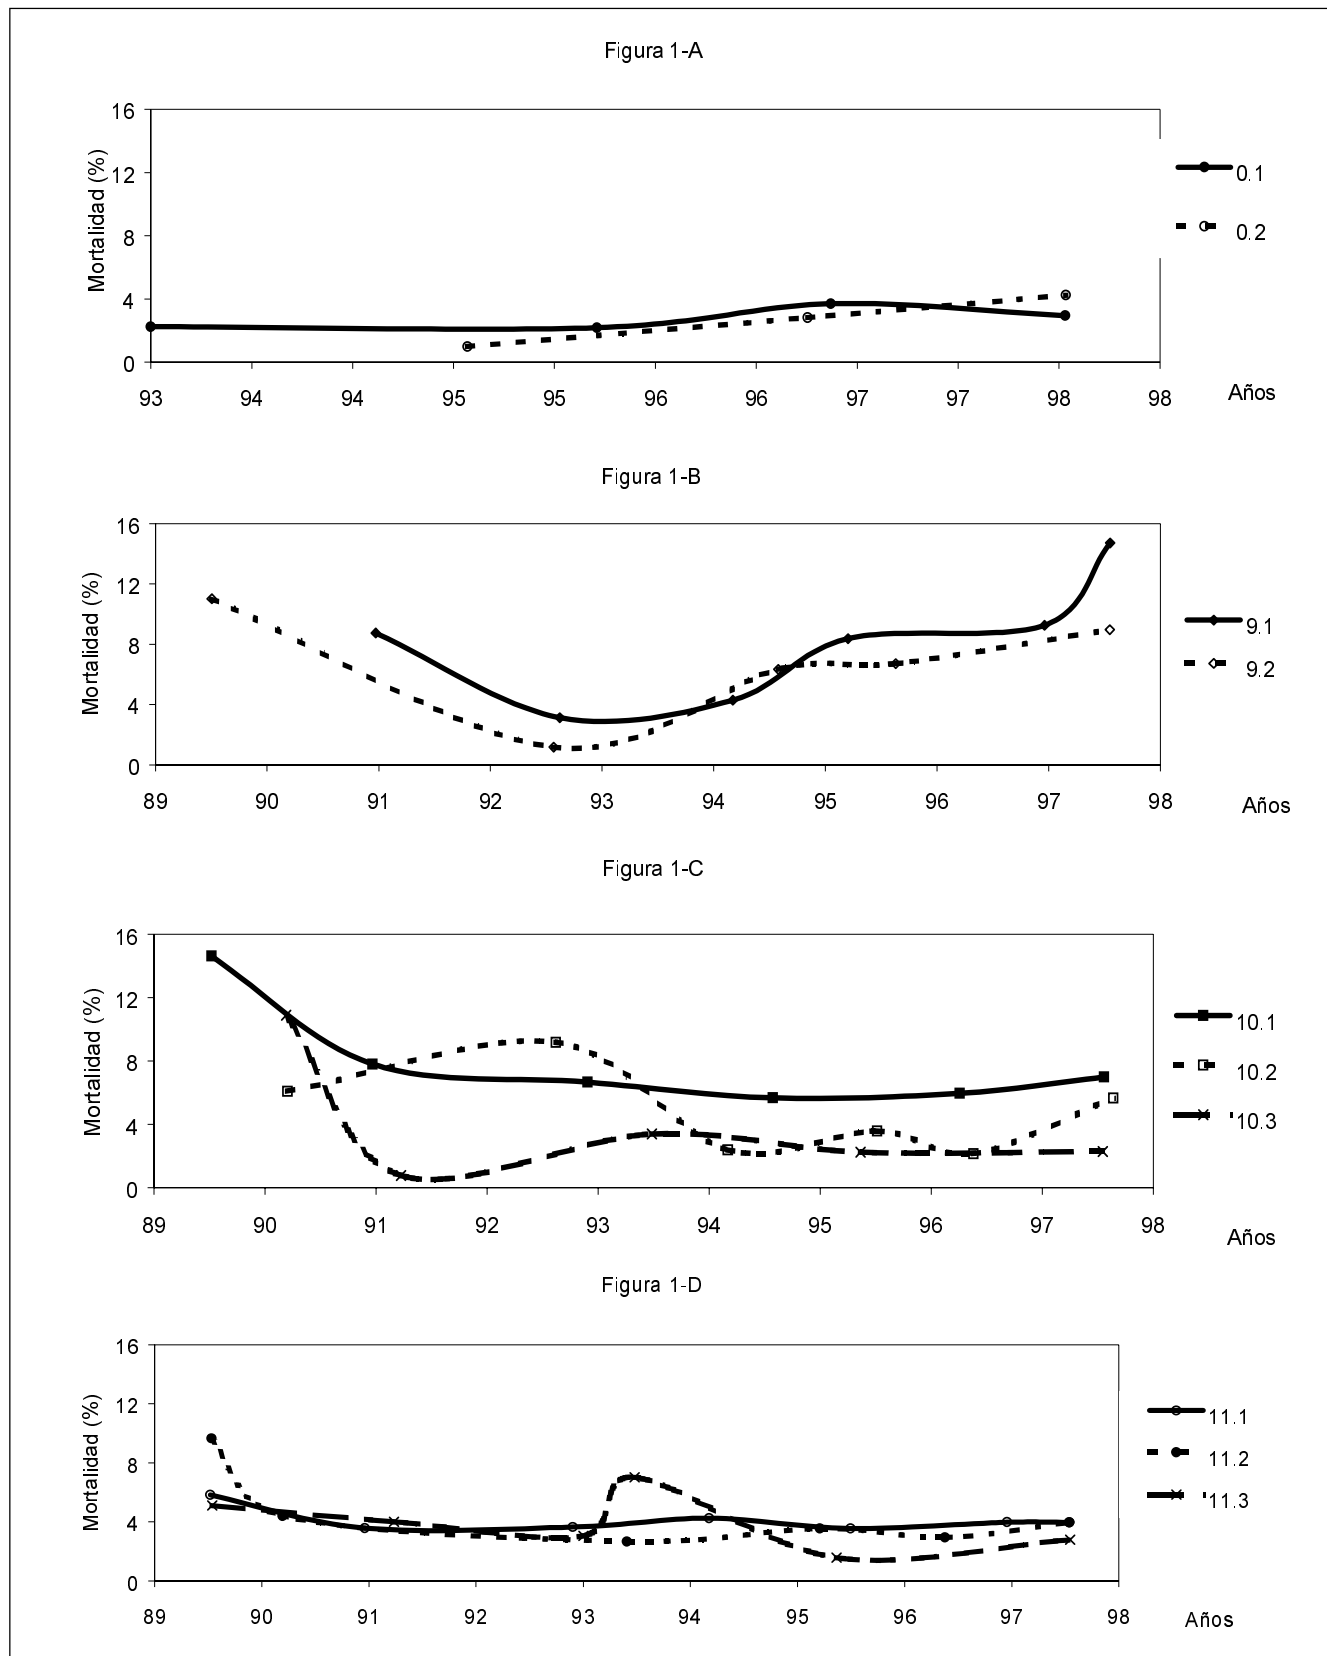 Figura 1-A
Mortalidad (%)
16
12
8
4
0
93 94 94 95 95 96 96 97 97 98 98
Años
0.1
0.2
Figura 1-B
Mortalidad (%)
16
12
8
4
0
89 90 91 92 93 94 95 96 97 98
Años
9.1
9.2
Figura 1-C
Mortalidad (%)
16
12
8
4
0
89 90 91 92 93 94 95 96 97 98
Años
10.1
10.2
10.3
Figura 1-D
Mortalidad (%)
16
12
8
4
0
89 90 91 92 93 94 95 96 97 98
Años
11.1
11.2
11.3